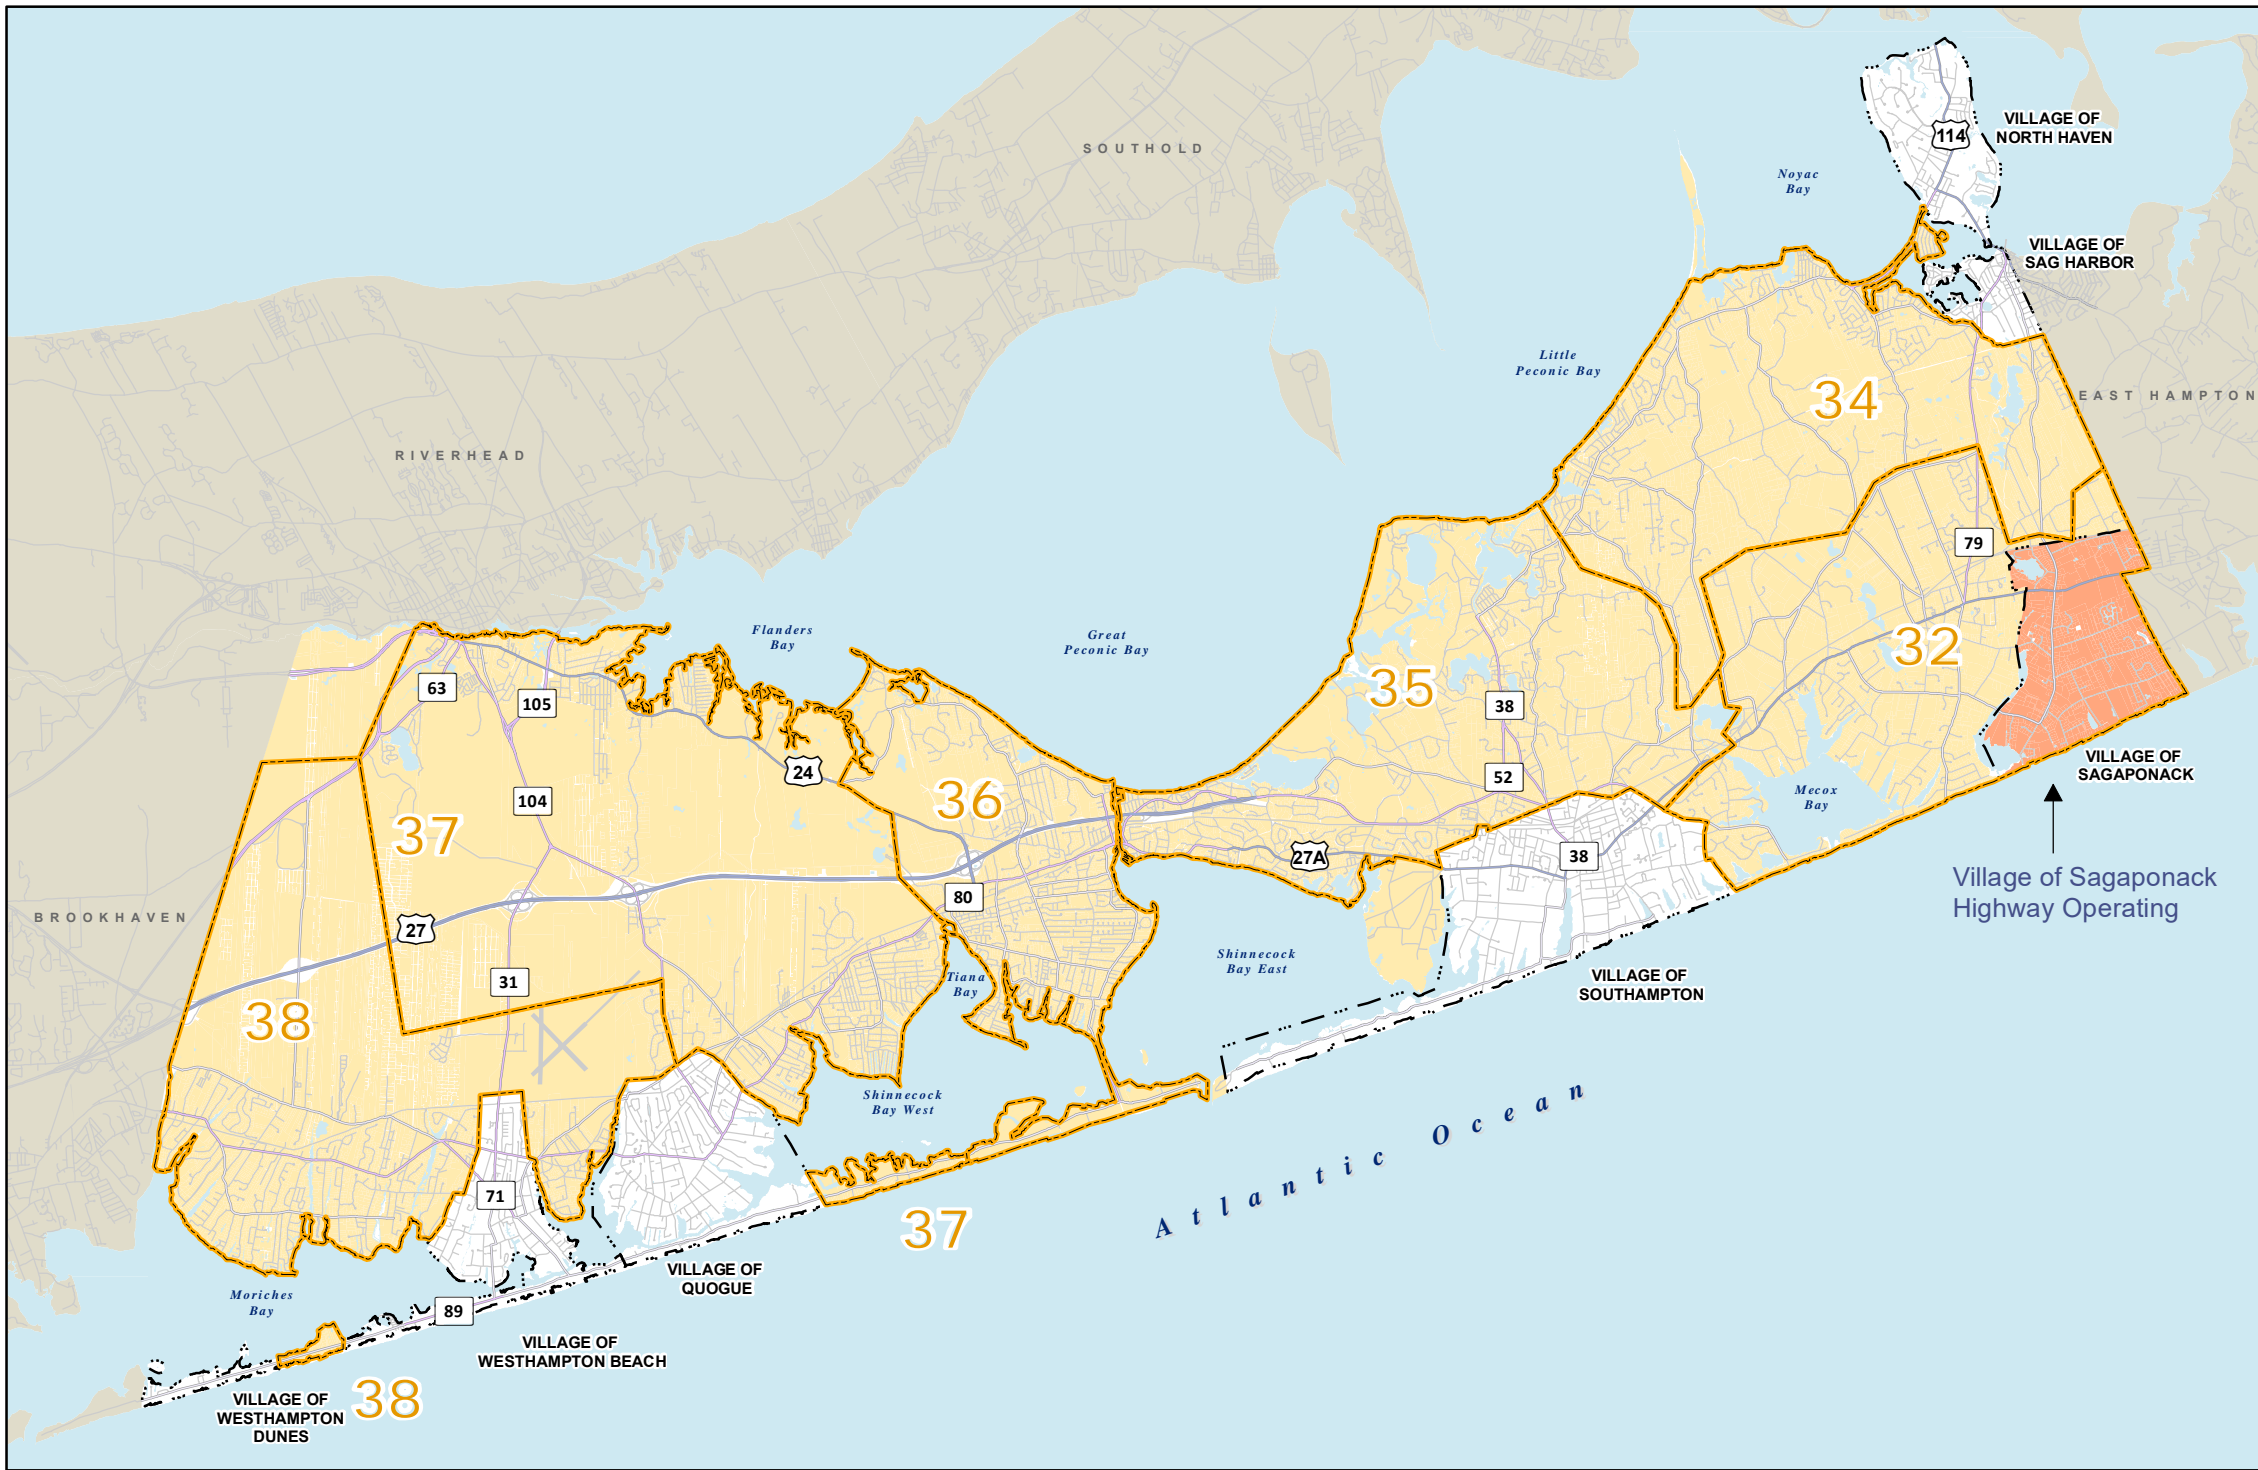 VILLAGE OF
NORTH HAVEN
114
SOUTHOLD
Noyac
Bay
VILLAGE OF
SAG HARBOR
Little
Peconic Bay
34
EAST HAMPTON
RIVERHEAD
79
Flanders
Bay
Great
Peconic Bay
32
63
105
35
38
24
52
VILLAGE OF
SAGAPONACK
104
36
Mecox
Bay
37
27A
38
Village of Sagaponack
Highway Operating
80
BROOKHAVEN
27
Shinnecock
Bay East
31
Tiana
Bay
VILLAGE OF
SOUTHAMPTON
38
Shinnecock
Bay West
Atlantic Ocean
71
37
VILLAGE OF
QUOGUE
Moriches
Bay
89
VILLAGE OF
WESTHAMPTON BEACH
VILLAGE OF
WESTHAMPTON
DUNES
38